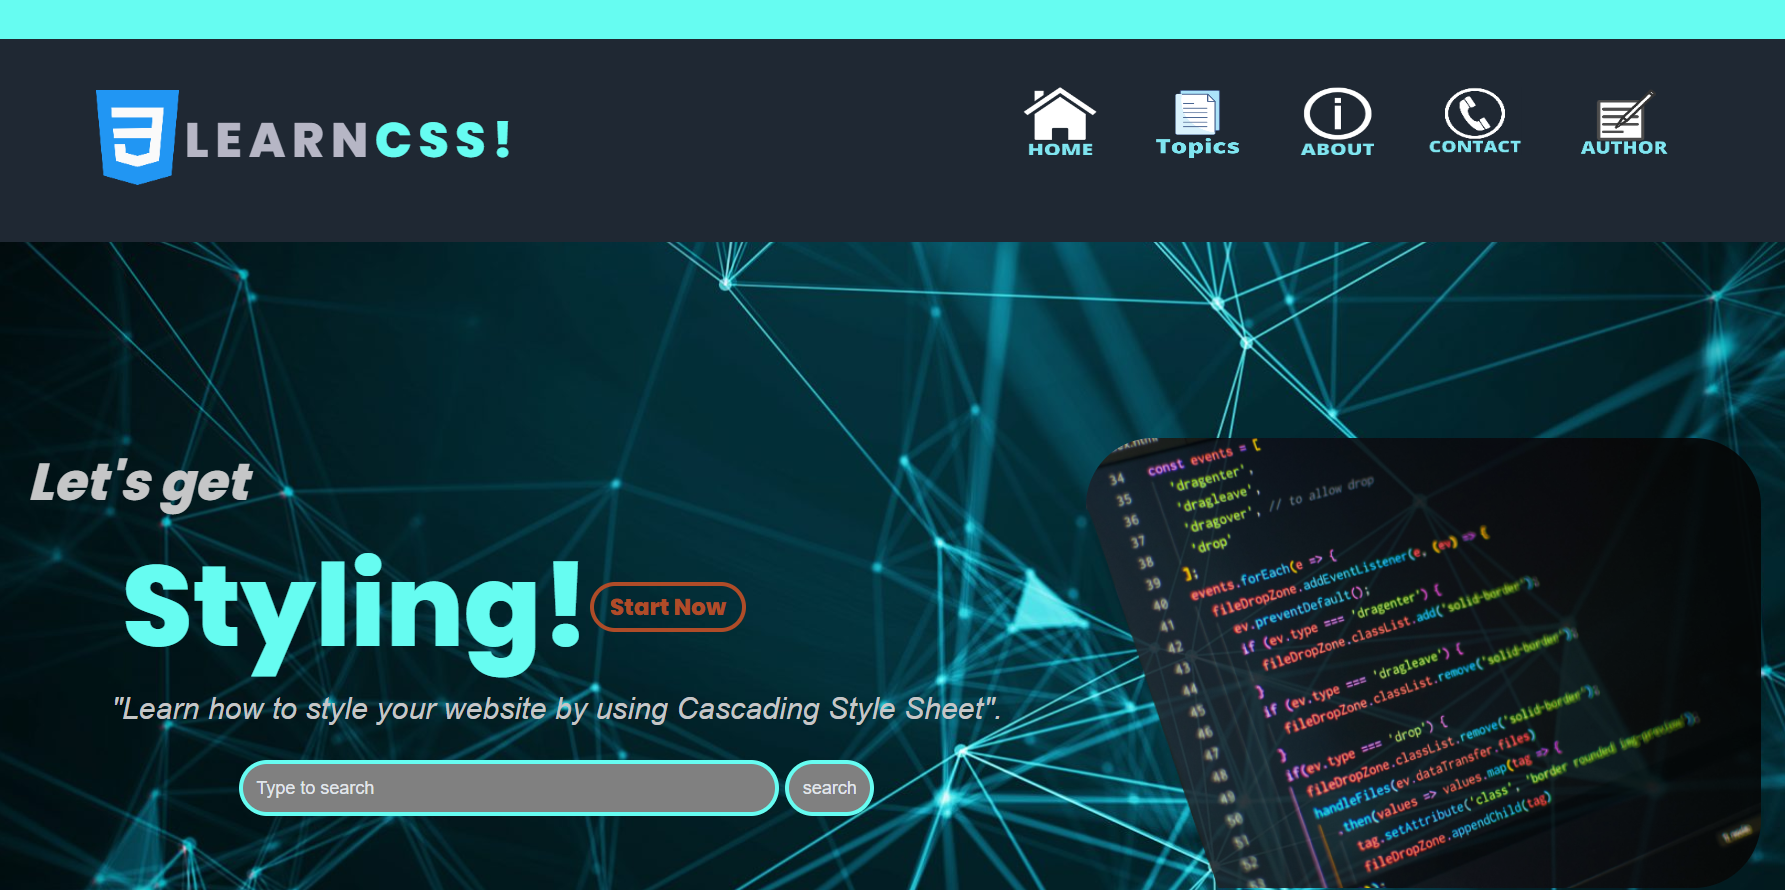 LEARNCSS!
HOME
Topics
ABOUT
CONTACT
AUTHOR
Let's get
Styling!
Start Now
"Learn how to style your website by using Cascading Style Sheet".
Type to search
search
34 const events = [
35 'dragenter',
36 'dragleave',
37 'dragover', // to allow drop
38 'drop'
39 ];
40 events.forEach(e => {
41 fileDropZone.addEventListener(e, (ev) => {
42 ev.preventDefault();
43 if (ev.type === 'dragenter') {
44 fileDropZone.classList.add('solid-border');
45 }
46 if (ev.type === 'dragleave') {
47 fileDropZone.classList.remove('solid-border');
48 }
49 if(ev.type === 'drop') {
50 fileDropZone.classList.remove('solid-border');
51 handleFiles(ev.dataTransfer.files)
52 .then(values => values.map(tag => {
53 tag.setAttribute('class', 'border rounded img-preview');
fileDropZone.appendChild(tag)
});